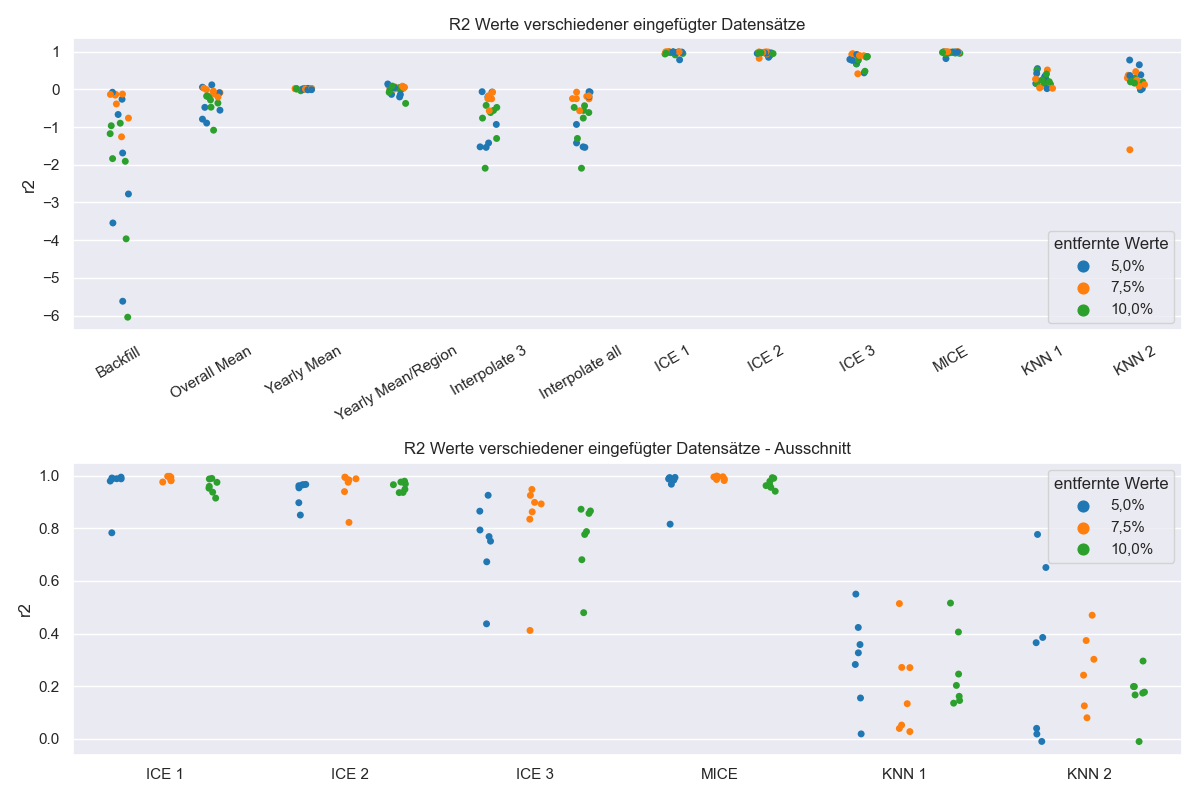 R2 Werte verschiedener eingefügter Datensätze
r2
1
0
−1
−2
−3
−4
−5
−6
entfernte Werte
5,0%
7,5%
10,0%
Backfill
Overall Mean
Yearly Mean
Yearly Mean/Region
Interpolate 3
Interpolate all
ICE 1
ICE 2
ICE 3
MICE
KNN 1
KNN 2
R2 Werte verschiedener eingefügter Datensätze - Ausschnitt
r2
1.0
0.8
0.6
0.4
0.2
0.0
entfernte Werte
5,0%
7,5%
10,0%
ICE 1
ICE 2
ICE 3
MICE
KNN 1
KNN 2